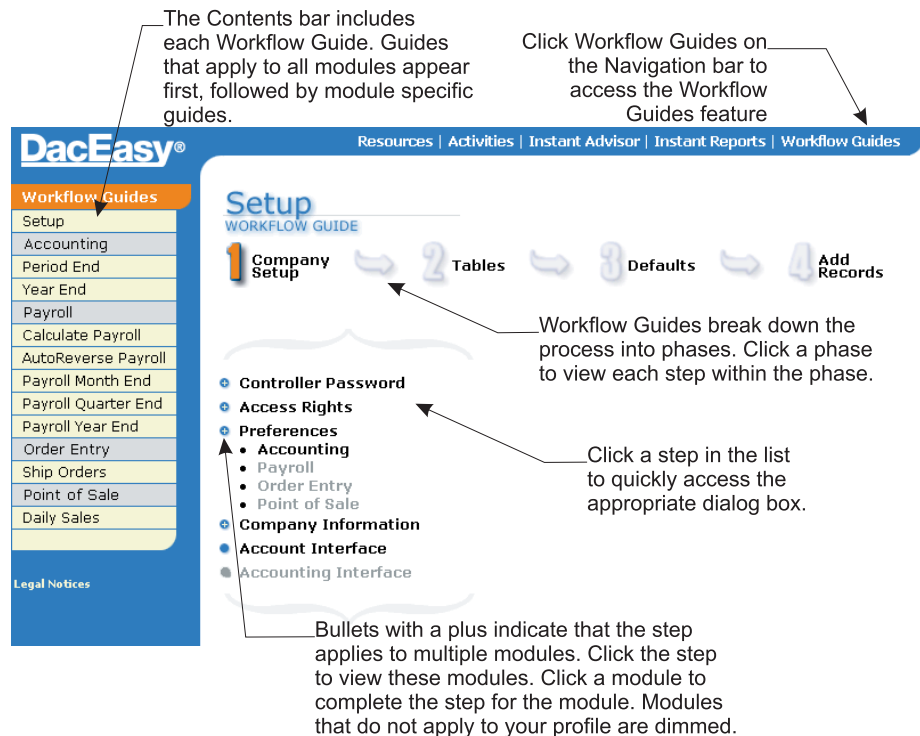 The Contents bar includes
each Workflow Guide. Guides
that apply to all modules appear
first, followed by module specific
guides.
Click Workflow Guides on
the Navigation bar to
access the Workflow
Guides feature
DacEasy®
Resources | Activities | Instant Advisor | Instant Reports | Workflow Guides
Workflow Guides
Setup
Accounting
Period End
Year End
Payroll
Calculate Payroll
AutoReverse Payroll
Payroll Month End
Payroll Quarter End
Payroll Year End
Order Entry
Ship Orders
Point of Sale
Daily Sales
Legal Notices
Setup
WORKFLOW GUIDE
1 Company Setup
2 Tables
3 Defaults
4 Add Records
Workflow Guides break down the
process into phases. Click a phase
to view each step within the phase.
Controller Password
Access Rights
Preferences
• Accounting
• Payroll
• Order Entry
• Point of Sale
Company Information
Account Interface
Accounting Interface
Click a step in the list
to quickly access the
appropriate dialog box.
Bullets with a plus indicate that the step
applies to multiple modules. Click the step
to view these modules. Click a module to
complete the step for the module. Modules
that do not apply to your profile are dimmed.